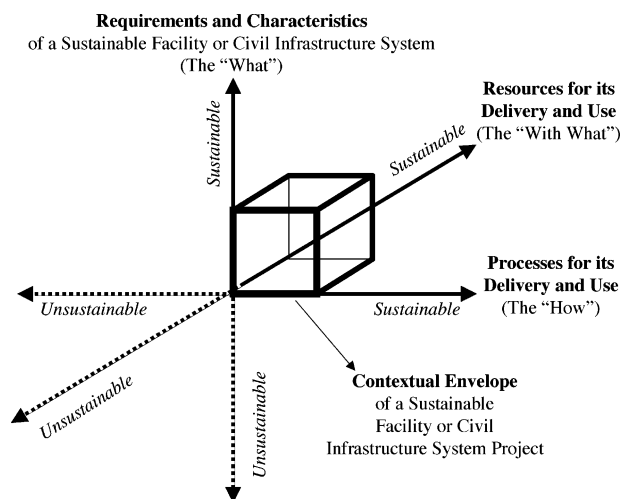 Requirements and Characteristics
of a Sustainable Facility or Civil Infrastructure System
(The “What”)
Resources for its
Delivery and Use
(The “With What”)
Sustainable
Sustainable
Processes for its
Delivery and Use
(The “How”)
Unsustainable
Sustainable
Unsustainable
Unsustainable
Contextual Envelope
of a Sustainable
Facility or Civil
Infrastructure System Project